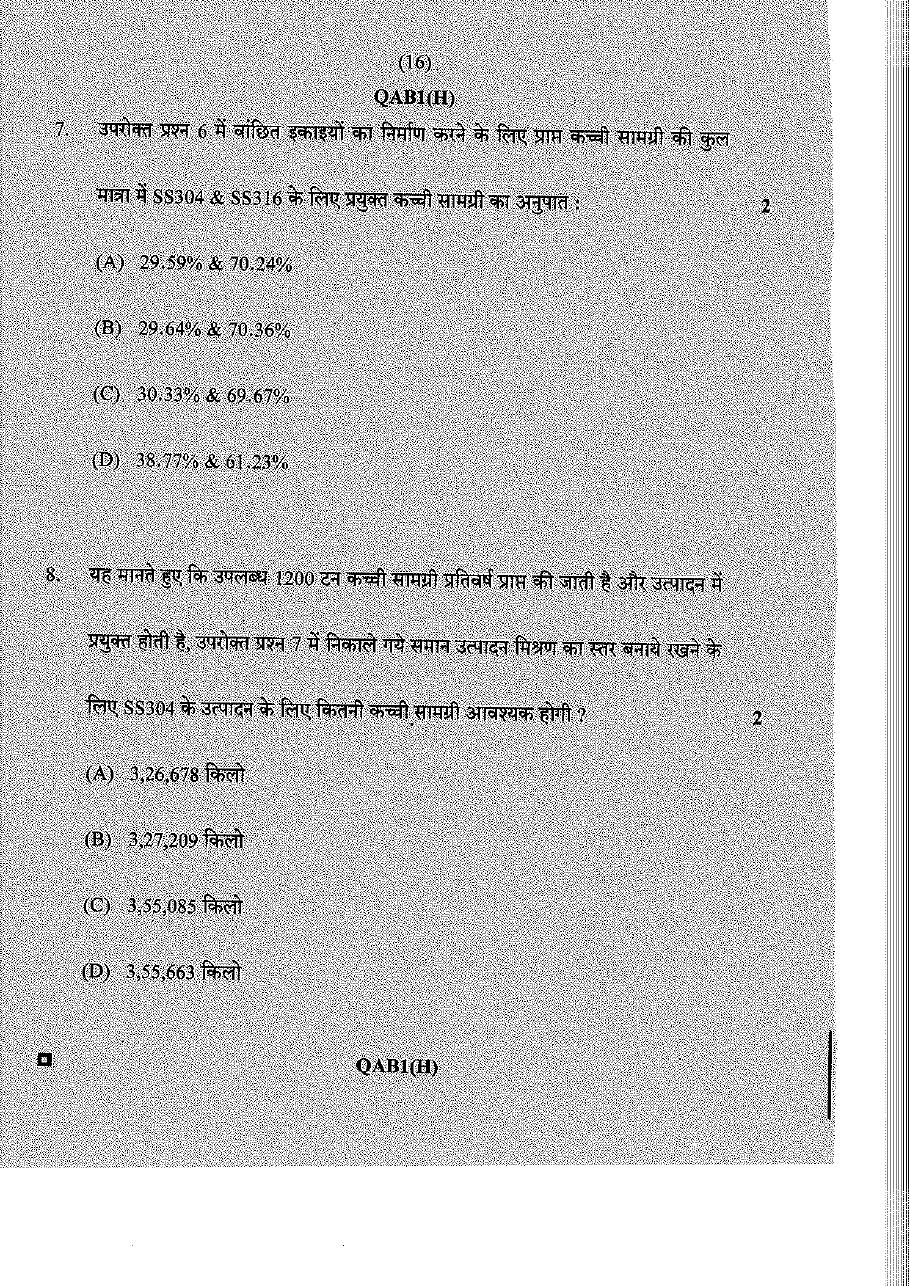 (16)
QAB1(H)
7. उपरोक्त प्रश्न 6 में वांछित इकाइयों का निर्माण करने के लिए प्राप्त कच्ची सामग्री की कुल
मात्रा में SS304 & SS316 के लिए प्रयुक्त कच्ची सामग्री का अनुपात : 2
(A) 29.59% & 70.24%
(B) 29.64% & 70.36%
(C) 30.33% & 69.67%
(D) 38.77% & 61.23%
8. यह मानते हुए कि उपलब्ध 1200 टन कच्ची सामग्री प्रतिवर्ष प्राप्त की जाती है और उत्पादन में
प्रयुक्त होती है, उपरोक्त प्रश्न 7 में निकाले गये समान उत्पादन मिश्रण का स्तर बनाये रखने के
लिए SS304 के उत्पादन के लिए कितनी कच्ची सामग्री आवश्यक होगी ? 2
(A) 3,26,678 किलो
(B) 3,27,209 किलो
(C) 3,55,085 किलो
(D) 3,55,663 किलो
QAB1(H)